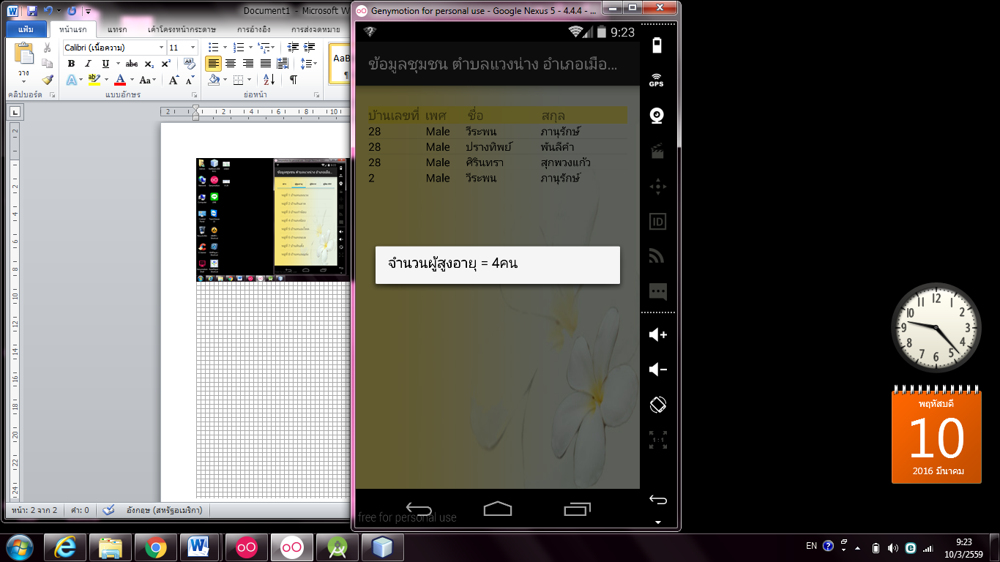 Document1 - Microsoft W
แฟ้ม หน้าแรก แทรก เค้าโครงหน้ากระดาษ การอ้างอิง การส่งจดหมาย
Calibri (เนื้อความ) 11
วาง
AaB
คลิปบอร์ด แบบอักษร ย่อหน้า
หน้า: 2 จาก 2 คำ: 0 อังกฤษ (สหรัฐอเมริกา)
Genymotion for personal use - Google Nexus 5 - 4.4.4 - ...
9:23
ข้อมูลชุมชน ตำบลแวงน่าง อำเภอเมือ...
บ้านเลขที่ เพศ ชื่อ สกุล
28 Male วีระพน ภานุรักษ์
28 Male ปรางทิพย์ พันลีคำ
28 Male ศิรินทรา สุกพวงแก้ว
2 Male วีระพน ภานุรักษ์
จำนวนผู้สูงอายุ = 4คน
free for personal use
GPS
ID
1:1
12 1 2 3 4 5 6 7 8 9 10 11
พฤหัสบดี
10
2016 มีนาคม
EN
9:23
10/3/2559